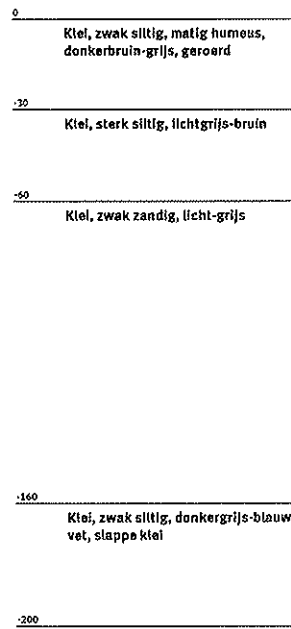 0
Klei, zwak siltig, matig humeus,
donkerbruin-grijs, geroerd
-30
Klei, sterk siltig, lichtgrijs-bruin
-60
Klei, zwak zandig, licht-grijs
-160
Klei, zwak siltig, donkergrijs-blauw
vet, slappe klei
-200